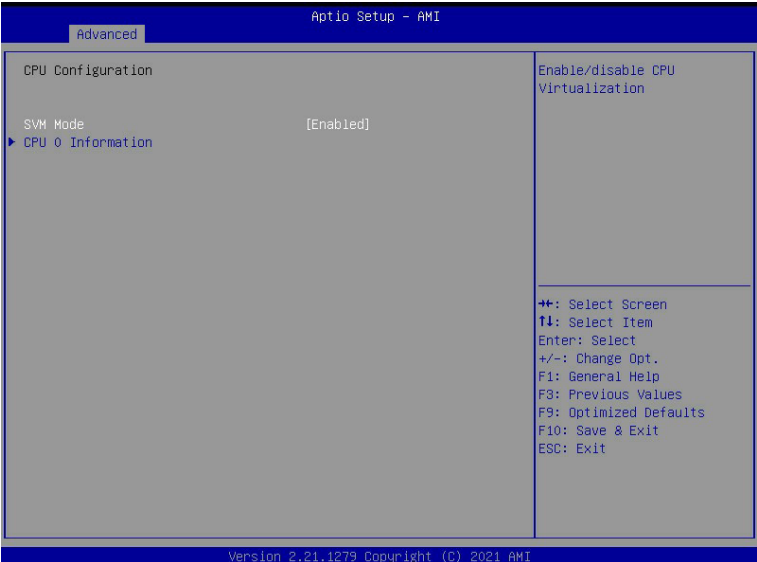 Aptio Setup – AMI
Advanced
CPU Configuration
SVM Mode [Enabled]
CPU 0 Information
Enable/disable CPU
Virtualization
→←: Select Screen
↑↓: Select Item
Enter: Select
+/-: Change Opt.
F1: General Help
F3: Previous Values
F9: Optimized Defaults
F10: Save & Exit
ESC: Exit
Version 2.21.1279 Copyright (C) 2021 AMI